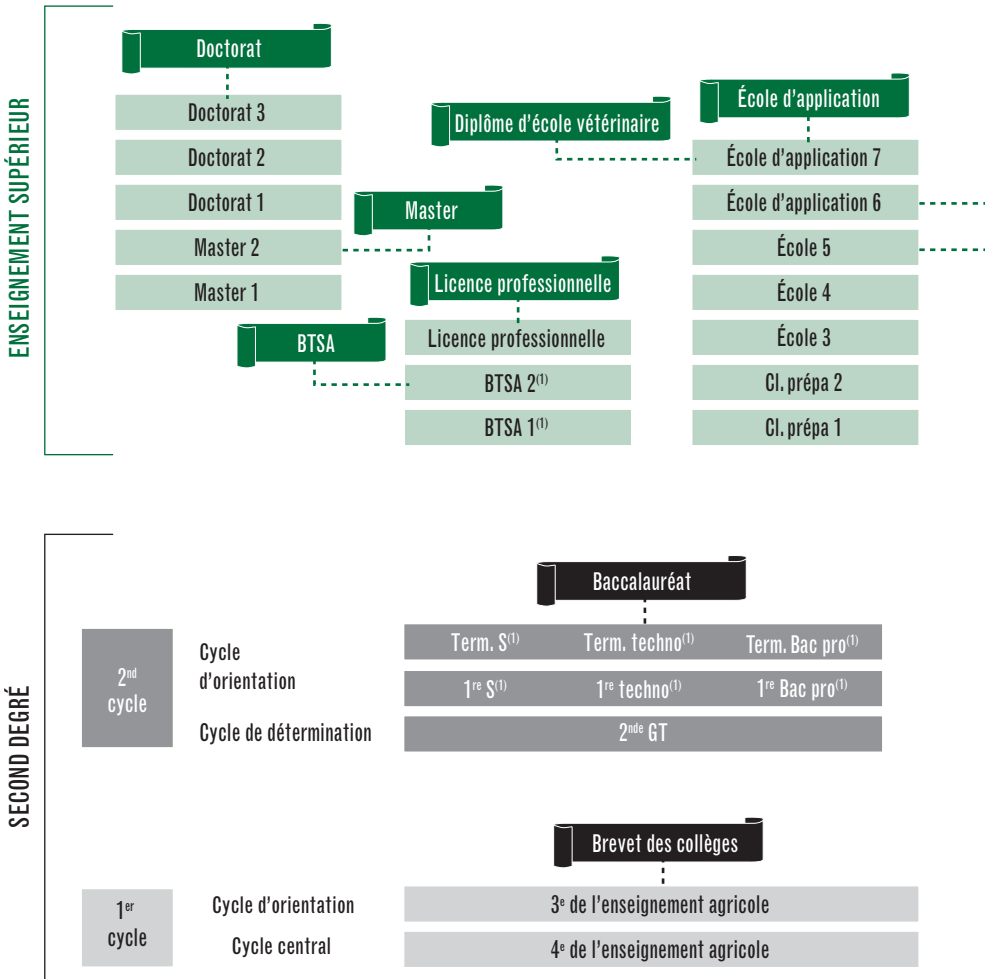 ENSEIGNEMENT SUPÉRIEUR
Doctorat
Doctorat 3
Doctorat 2
Doctorat 1
Master 2
Master 1
Master
BTSA
Diplôme d'école vétérinaire
Licence professionnelle
Licence professionnelle
BTSA 2(1)
BTSA 1(1)
École d'application
École d'application 7
École d'application 6
École 5
École 4
École 3
Cl. prépa 2
Cl. prépa 1
SECOND DEGRÉ
Baccalauréat
2nd
cycle
Cycle
d'orientation
Term. S(1) Term. techno(1) Term. Bac pro(1)
1re S(1) 1re techno(1) 1re Bac pro(1)
Cycle de détermination
2nde GT
Brevet des collèges
1er
cycle
Cycle d'orientation
3e de l'enseignement agricole
Cycle central
4e de l'enseignement agricole